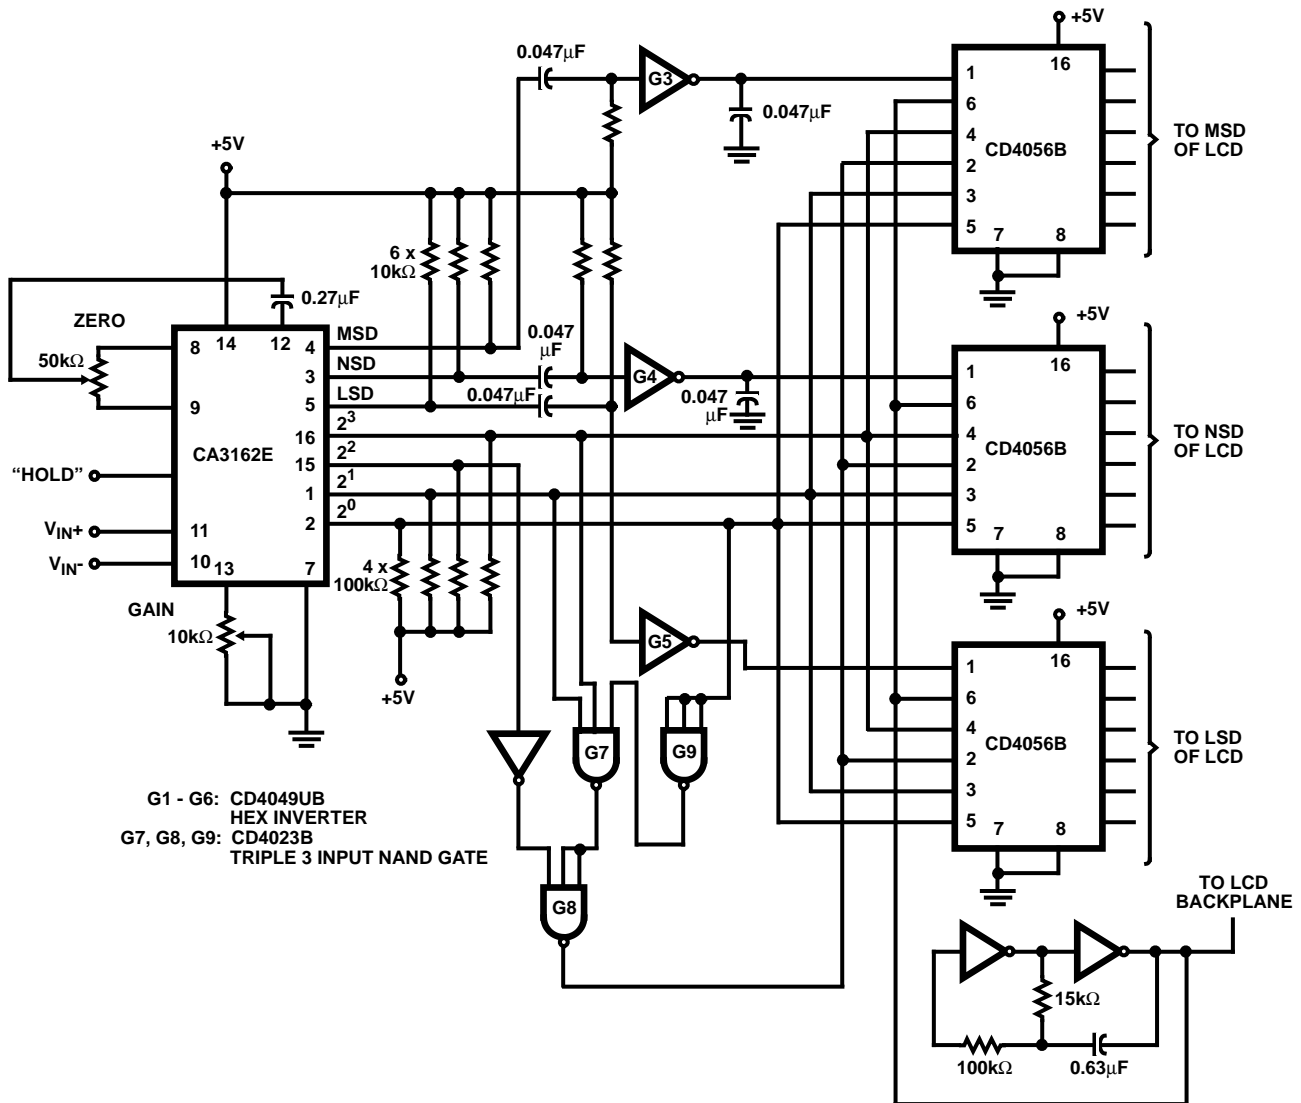 +5V
16
1
6
4
2
3
5
CD4056B
7
8
TO MSD
OF LCD
0.047μF
G3
0.047μF
+5V
6 x
10kΩ
0.27μF
ZERO
50kΩ
8
14
12
4
MSD
3
NSD
5
LSD
9
16
2³
15
2²
1
2¹
2
2⁰
CA3162E
"HOLD"
11
VIN+
10
VIN-
13
7
GAIN
10kΩ
4 x
100kΩ
+5V
0.047
μF
0.047μF
G4
0.047
μF
+5V
16
1
6
4
2
3
5
CD4056B
7
8
TO NSD
OF LCD
G5
G7
G9
G8
+5V
16
1
6
4
2
3
5
CD4056B
7
8
TO LSD
OF LCD
G1 - G6: CD4049UB
HEX INVERTER
G7, G8, G9: CD4023B
TRIPLE 3 INPUT NAND GATE
TO LCD
BACKPLANE
15kΩ
100kΩ
0.63μF